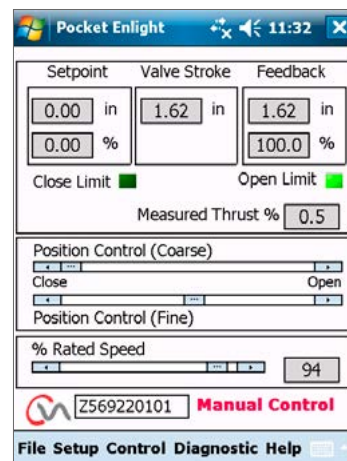 Pocket Enlight 11:32 X
Setpoint Valve Stroke Feedback
0.00 in 1.62 in 1.62 in
0.00 % 100.0 %
Close Limit Open Limit
Measured Thrust % 0.5
Position Control (Coarse)
Close Open
Position Control (Fine)
% Rated Speed
94
Z569220101 Manual Control
File Setup Control Diagnostic Help